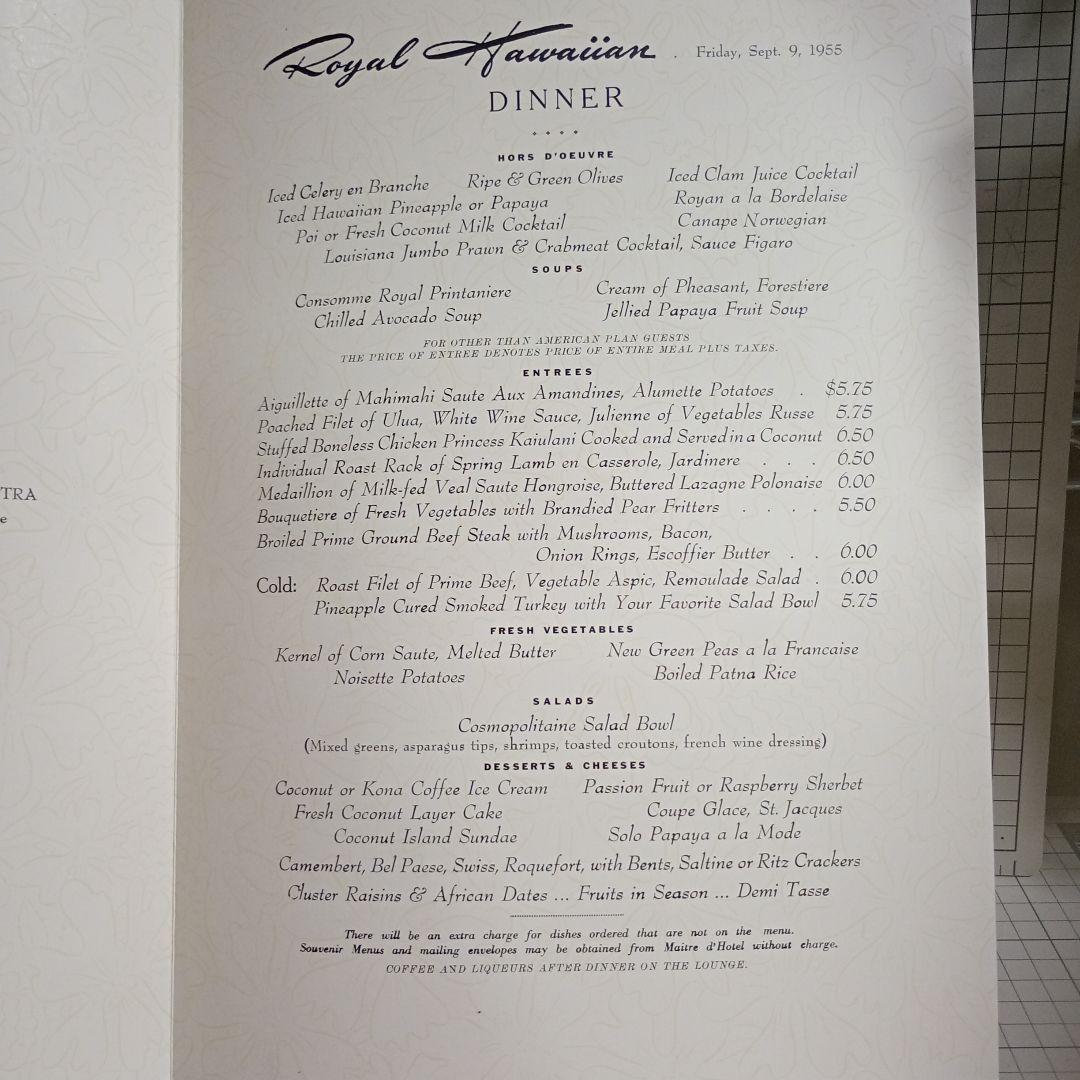 Royal Hawaiian . Friday, Sept. 9, 1955
DINNER
HORS D'OEUVRE
Iced Celery en Branche Ripe & Green Olives Iced Clam Juice Cocktail
Iced Hawaiian Pineapple or Papaya Royan a la Bordelaise
Poi or Fresh Coconut Milk Cocktail Canape Norwegian
Louisiana Jumbo Prawn & Crabmeat Cocktail, Sauce Figaro
SOUPS
Consomme Royal Printaniere Cream of Pheasant, Forestiere
Chilled Avocado Soup Jellied Papaya Fruit Soup
FOR OTHER THAN AMERICAN PLAN GUESTS
THE PRICE OF ENTREE DENOTES PRICE OF ENTIRE MEAL PLUS TAXES.
ENTREES
Aiguillette of Mahimahi Saute Aux Amandines, Alumette Potatoes . $5.75
Poached Filet of Ulua, White Wine Sauce, Julienne of Vegetables Russe 5.75
Stuffed Boneless Chicken Princess Kaiulani Cooked and Served in a Coconut 6.50
Individual Roast Rack of Spring Lamb en Casserole, Jardinere . . . 6.50
Medaillion of Milk-fed Veal Saute Hongroise, Buttered Lazagne Polonaise 6.00
Bouquetiere of Fresh Vegetables with Brandied Pear Fritters . . . . 5.50
Broiled Prime Ground Beef Steak with Mushrooms, Bacon,
Onion Rings, Escoffier Butter . . 6.00
Cold: Roast Filet of Prime Beef, Vegetable Aspic, Remoulade Salad . 6.00
Pineapple Cured Smoked Turkey with Your Favorite Salad Bowl 5.75
FRESH VEGETABLES
Kernel of Corn Saute, Melted Butter New Green Peas a la Francaise
Noisette Potatoes Boiled Patna Rice
SALADS
Cosmopolitaine Salad Bowl
(Mixed greens, asparagus tips, shrimps, toasted croutons, french wine dressing)
DESSERTS & CHEESES
Coconut or Kona Coffee Ice Cream Passion Fruit or Raspberry Sherbet
Fresh Coconut Layer Cake Coupe Glace, St. Jacques
Coconut Island Sundae Solo Papaya a la Mode
Camembert, Bel Paese, Swiss, Roquefort, with Bents, Saltine or Ritz Crackers
Cluster Raisins & African Dates ... Fruits in Season ... Demi Tasse
There will be an extra charge for dishes ordered that are not on the menu.
Souvenir Menus and mailing envelopes may be obtained from Maitre d'Hotel without charge.
COFFEE AND LIQUEURS AFTER DINNER ON THE LOUNGE.
TRA
e